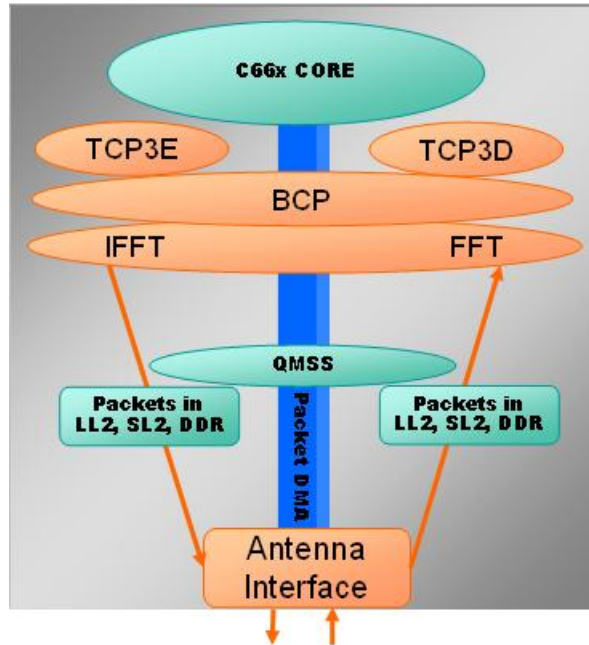 C66x CORE
TCP3E
TCP3D
BCP
IFFT
FFT
QMSS
Packets in
LL2, SL2, DDR
Packets in
LL2, SL2, DDR
Packet DMA
Antenna
Interface